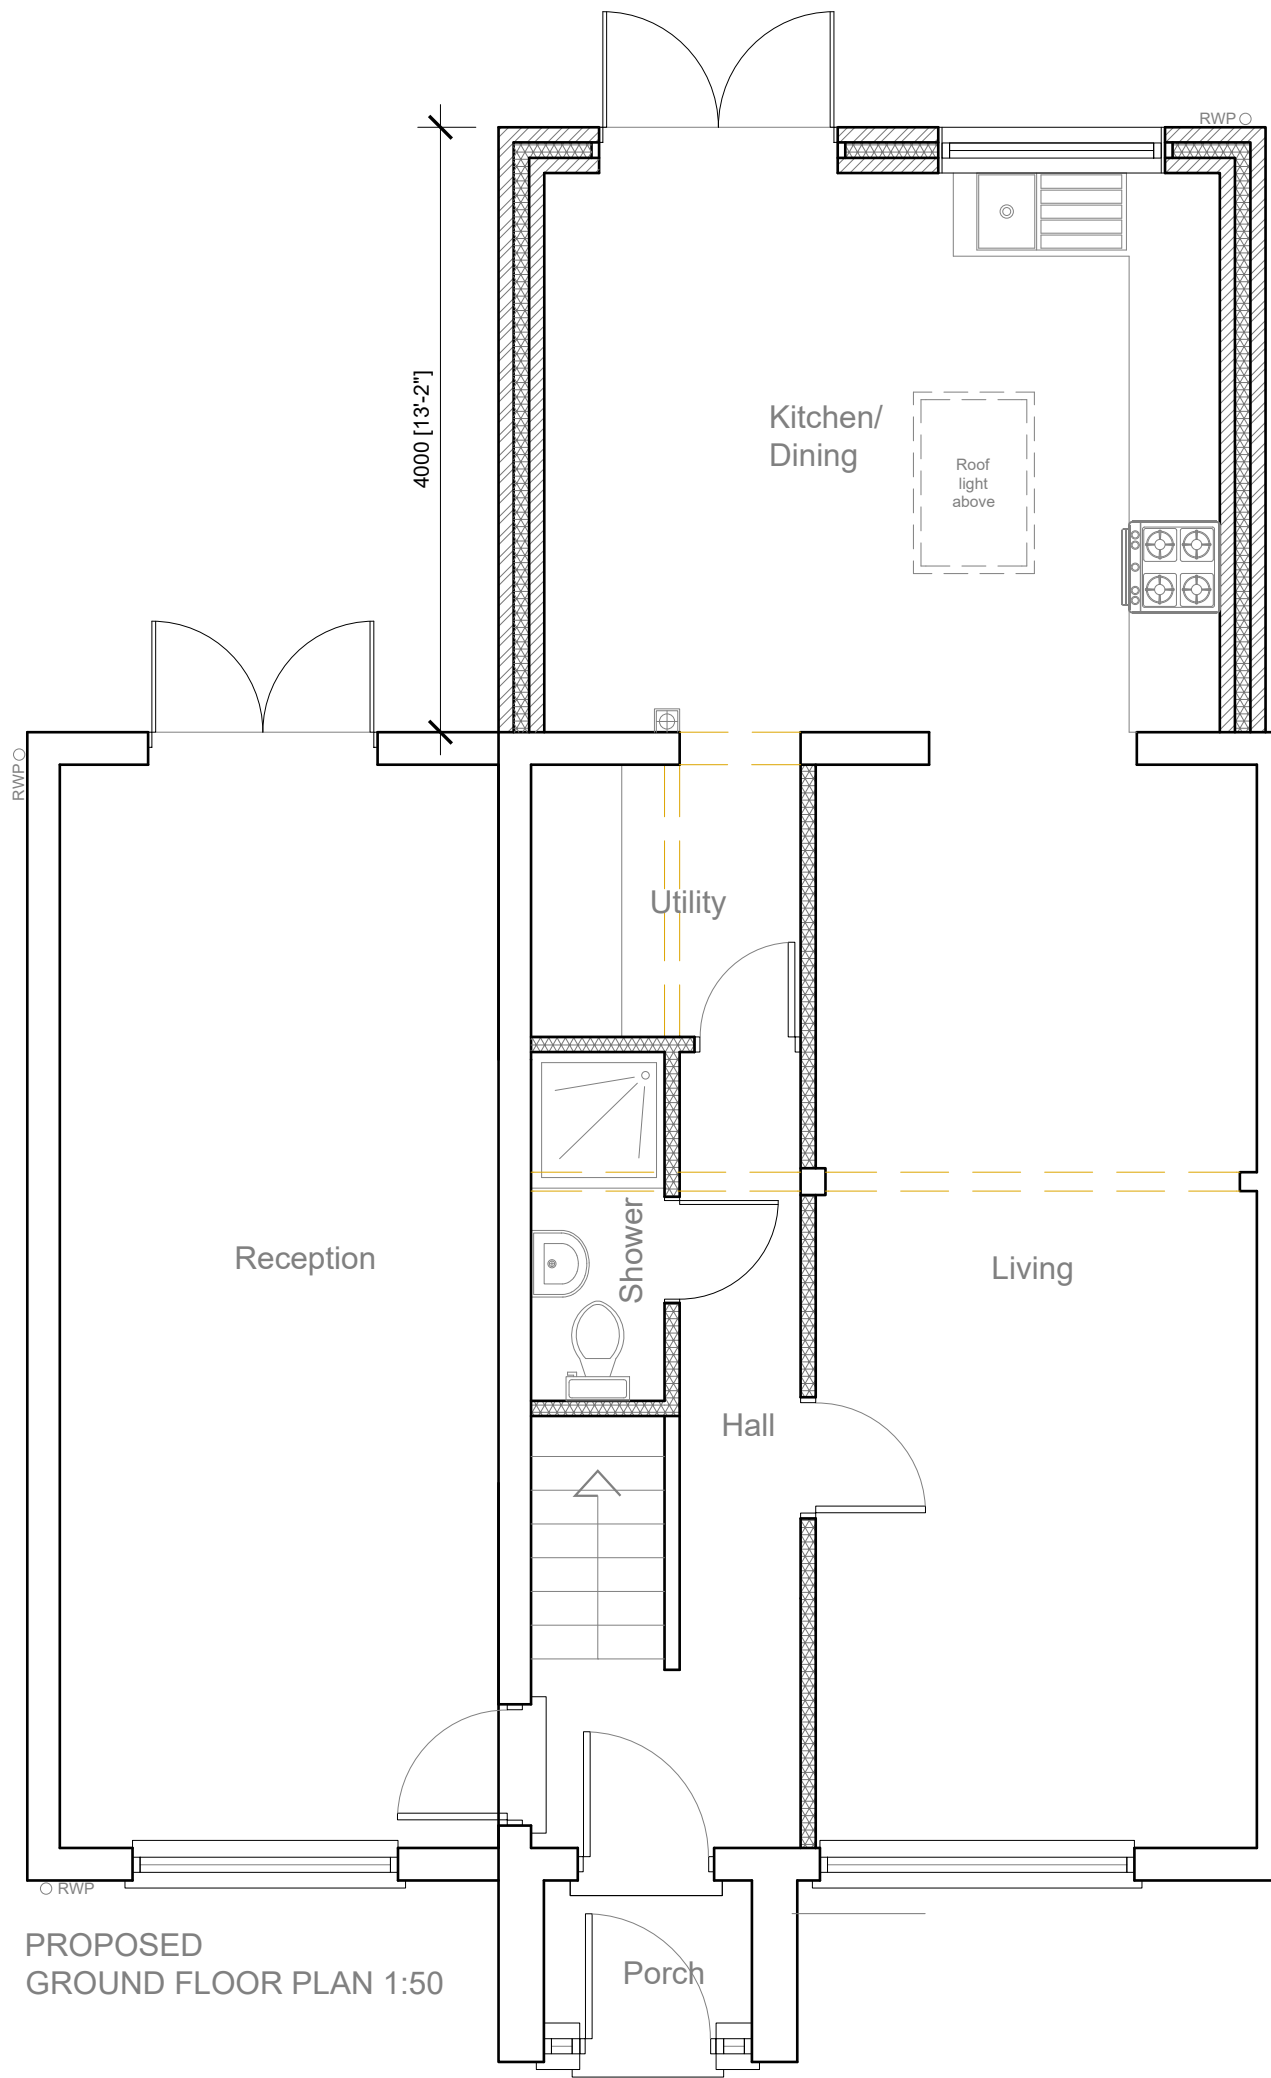 RWP
4000 [13'-2"]
Kitchen/
Dining
Roof
light
above
RWP
Utility
Shower
Reception
Living
Hall
RWP
PROPOSED
GROUND FLOOR PLAN 1:50
Porch